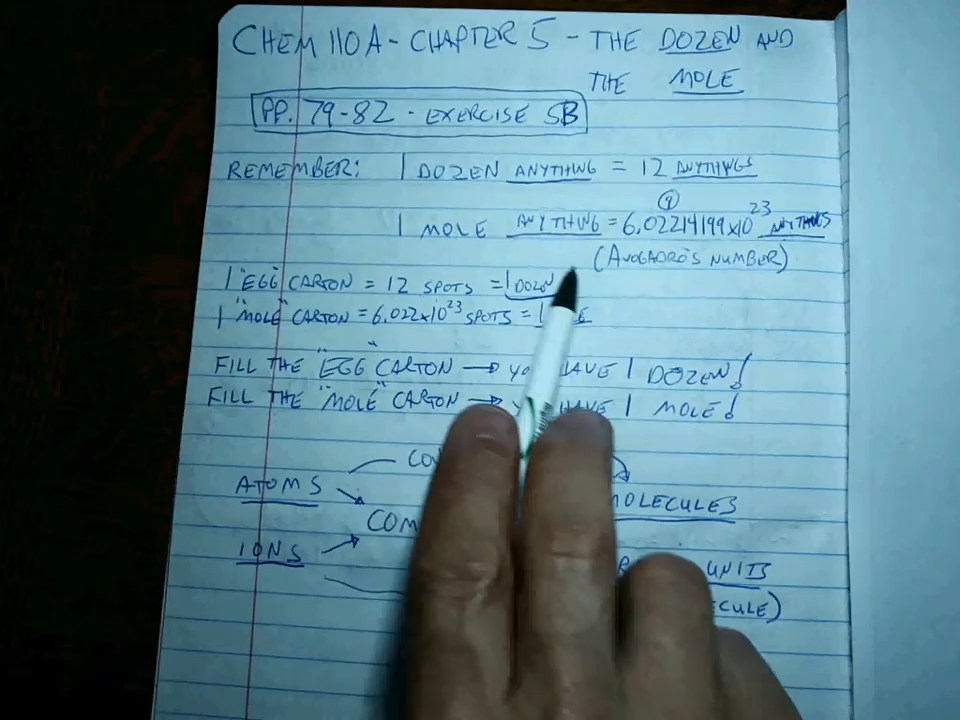 CHEM 110A - CHAPTER 5 - THE DOZEN AND
THE MOLE
PP. 79-82 - EXERCISE 5B
REMEMBER: 1 DOZEN ANYTHING = 12 ANYTHINGS
9
1 MOLE ANYTHING = 6.02214199x10^23 ANYTHINGS
(AVOGADRO'S NUMBER)
1 "EGG" CARTON = 12 SPOTS = 1 DOZEN
1 "MOLE" CARTON = 6.022x10^23 SPOTS = 1
FILL THE "EGG" CARTON → YOU HAVE 1 DOZEN!
FILL THE "MOLE" CARTON → HAVE 1 MOLE!
ATOMS MOLECULES
IONS UNITS